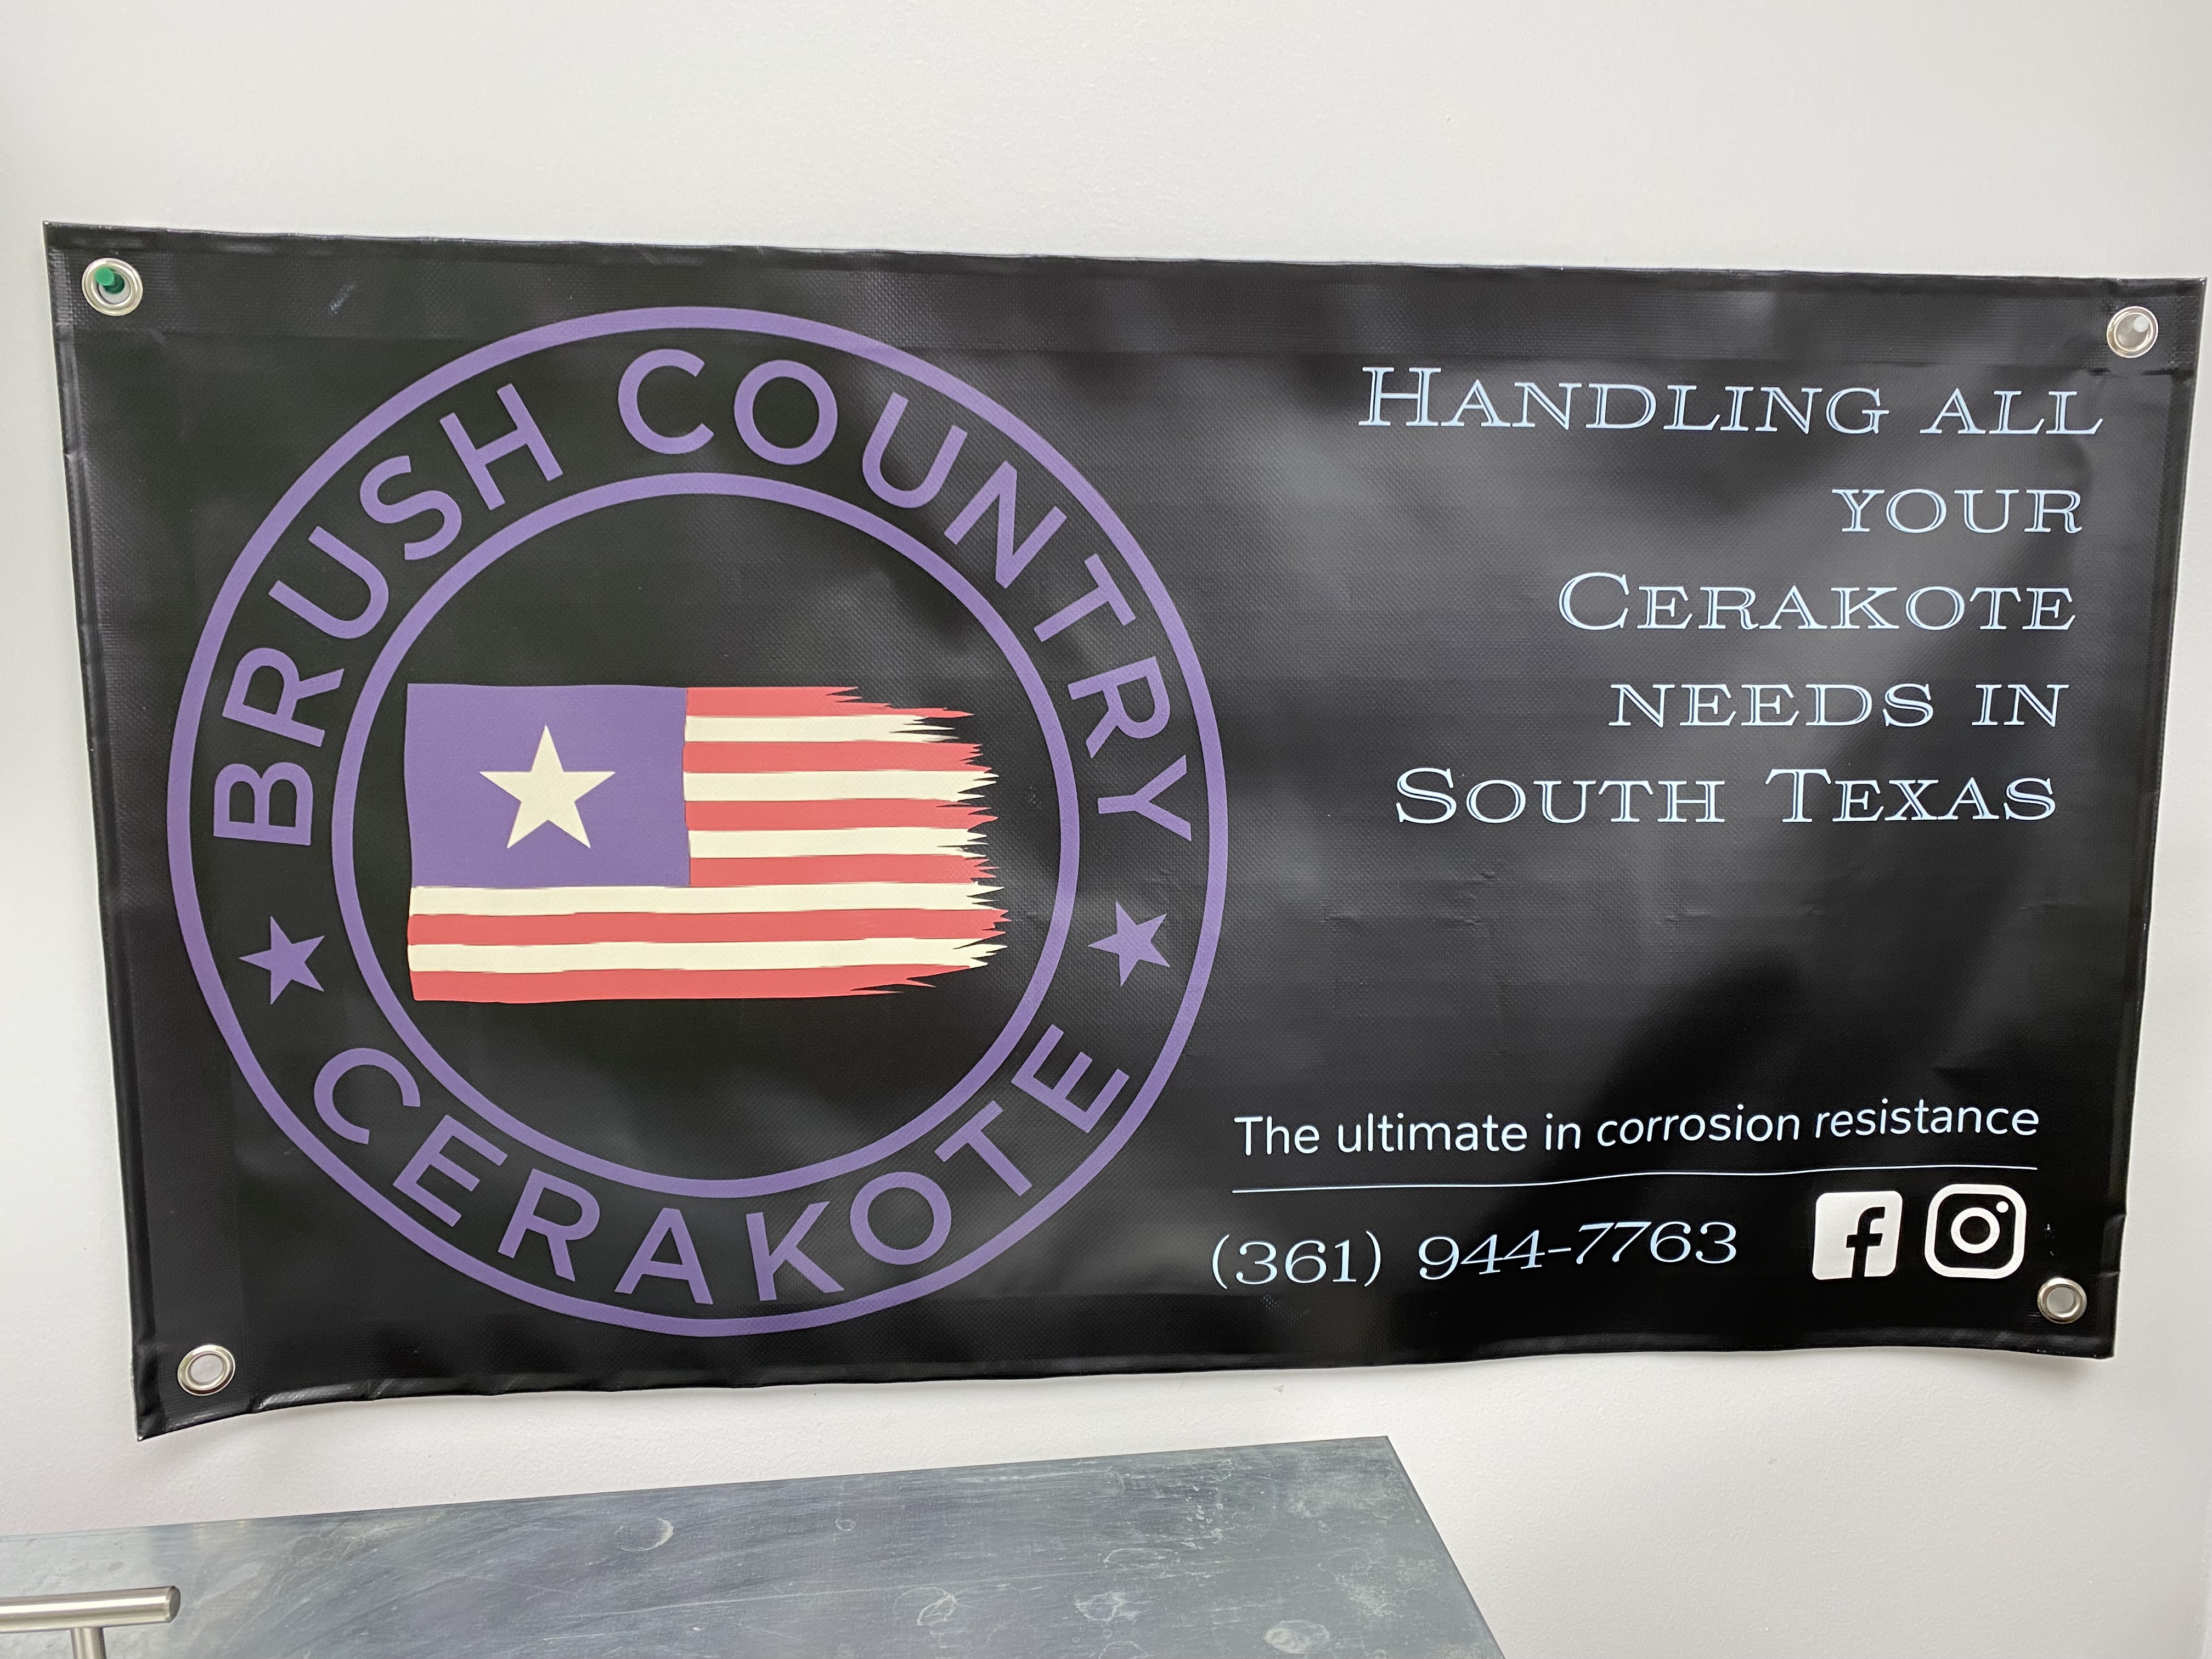 BRUSH COUNTRY
CERAKOTE
HANDLING ALL
YOUR
CERAKOTE
NEEDS IN
SOUTH TEXAS
The ultimate in corrosion resistance
(361) 944-7763